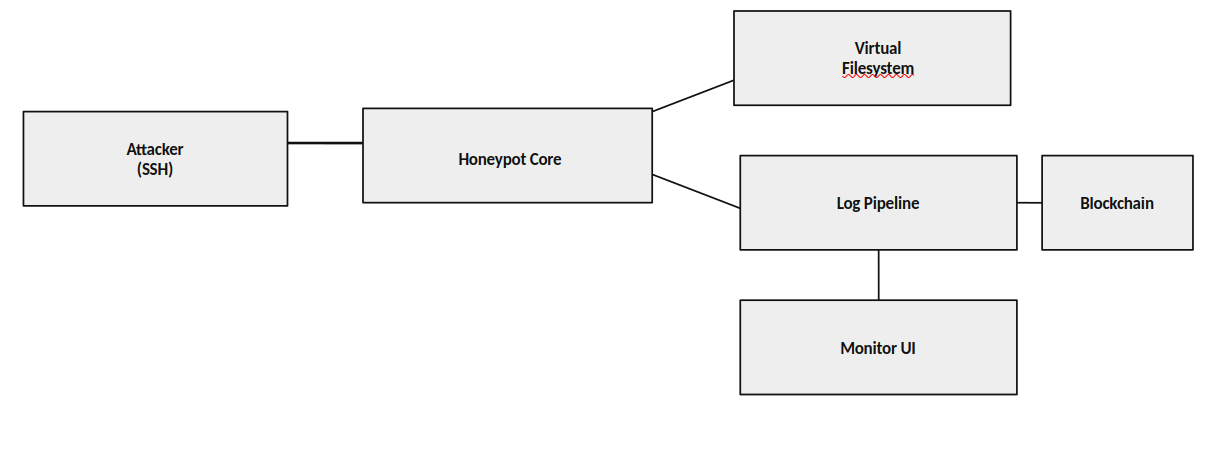 Virtual
Filesystem
Attacker
(SSH)
Honeypot Core
Log Pipeline
Blockchain
Monitor UI